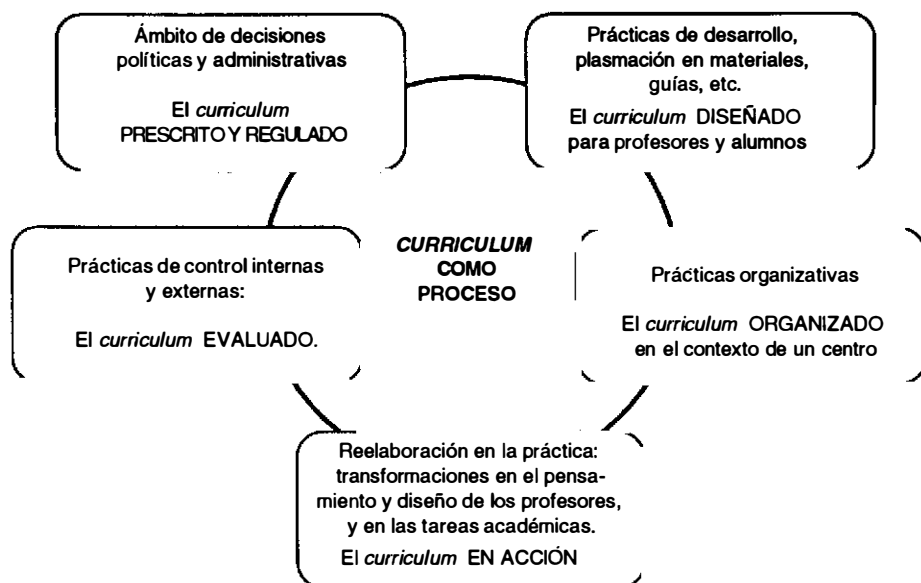 Ámbito de decisiones
políticas y administrativas
El curriculum
PRESCRITO Y REGULADO
Prácticas de desarrollo,
plasmación en materiales,
guías, etc.
El curriculum DISEÑADO
para profesores y alumnos
CURRICULUM
COMO
PROCESO
Prácticas de control internas
y externas:
El curriculum EVALUADO.
Prácticas organizativas
El curriculum ORGANIZADO
en el contexto de un centro
Reelaboración en la práctica:
transformaciones en el pensa-
miento y diseño de los profesores,
y en las tareas académicas.
El curriculum EN ACCIÓN